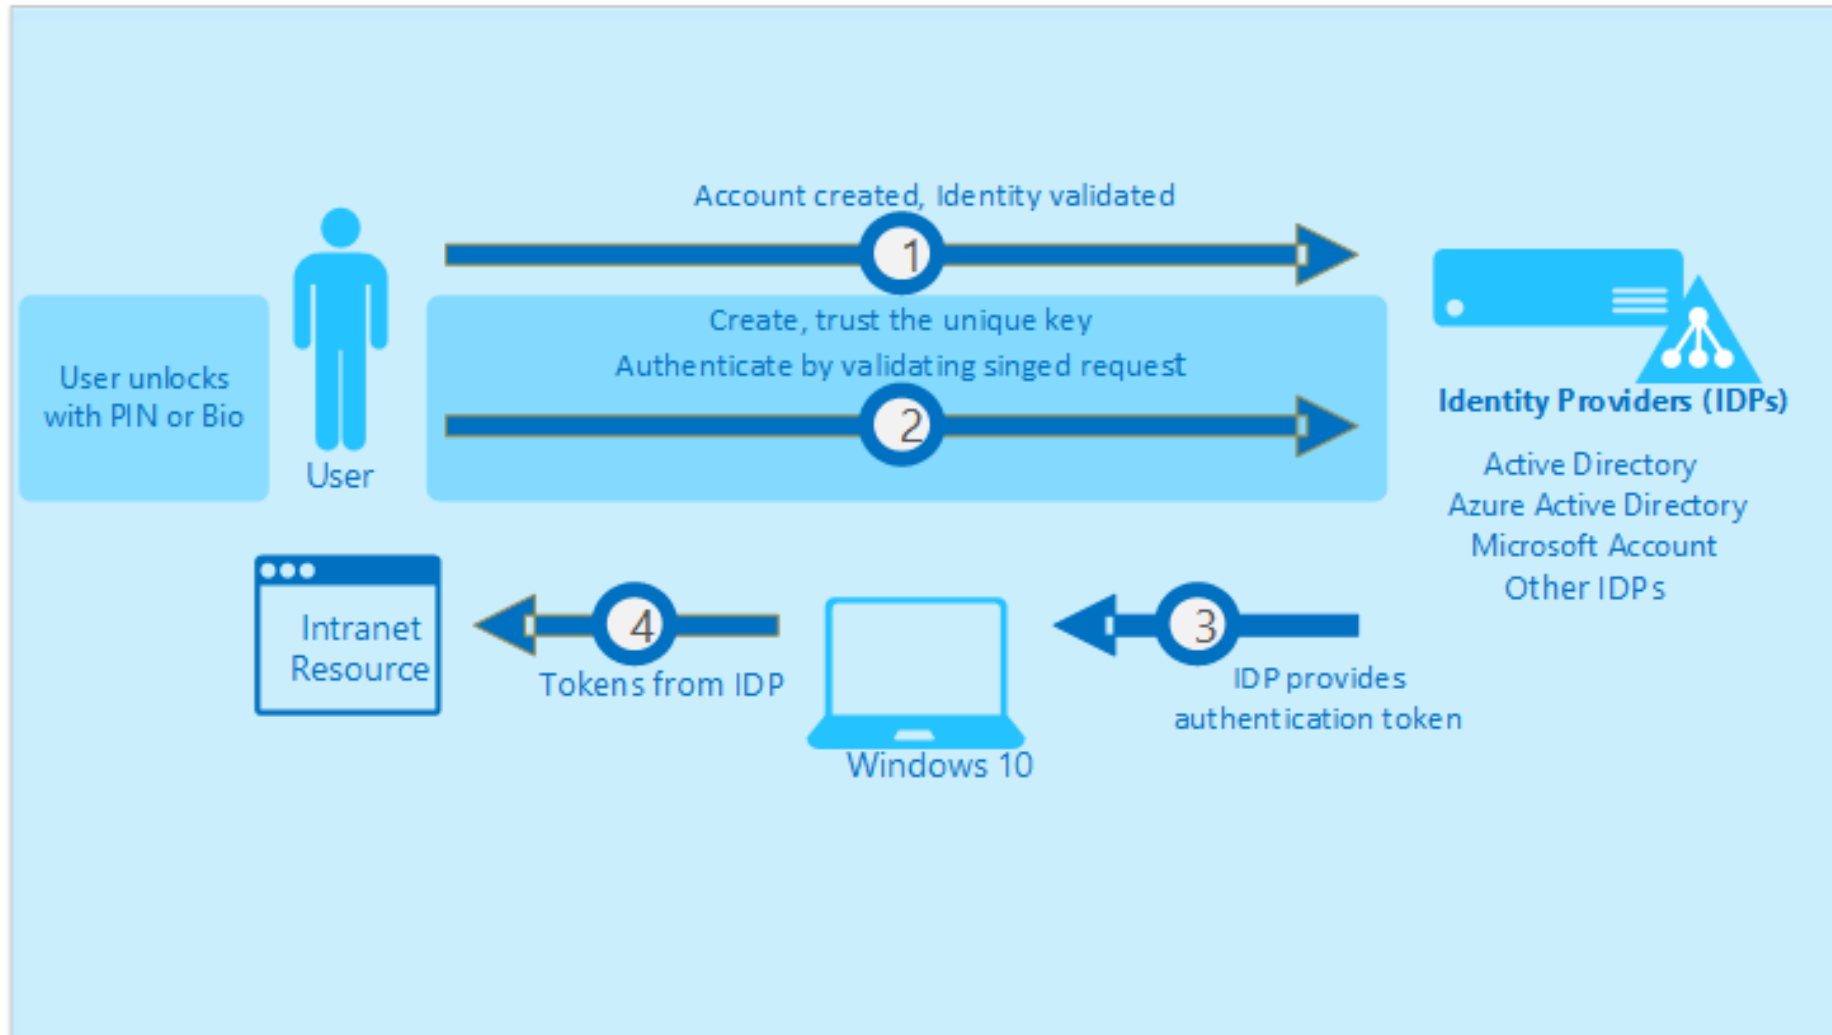 Account created, Identity validated
1
Create, trust the unique key
Authenticate by validating singed request
2
User unlocks
with PIN or Bio
User
Identity Providers (IDPs)
Active Directory
Azure Active Directory
Microsoft Account
Other IDPs
Intranet
Resource
4
Tokens from IDP
Windows 10
3
IDP provides
authentication token